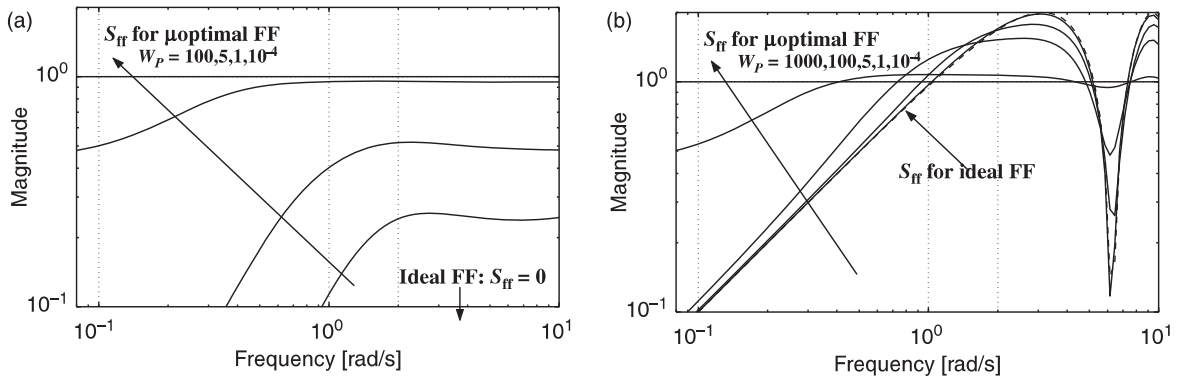 (a)
S_ff for μoptimal FF
W_P = 100,5,1,10^-4
10^0
Magnitude
Ideal FF: S_ff = 0
10^-1
10^-1
10^0
10^1
Frequency [rad/s]
(b)
S_ff for μoptimal FF
W_P = 1000,100,5,1,10^-4
10^0
Magnitude
S_ff for ideal FF
10^-1
10^-1
10^0
10^1
Frequency [rad/s]